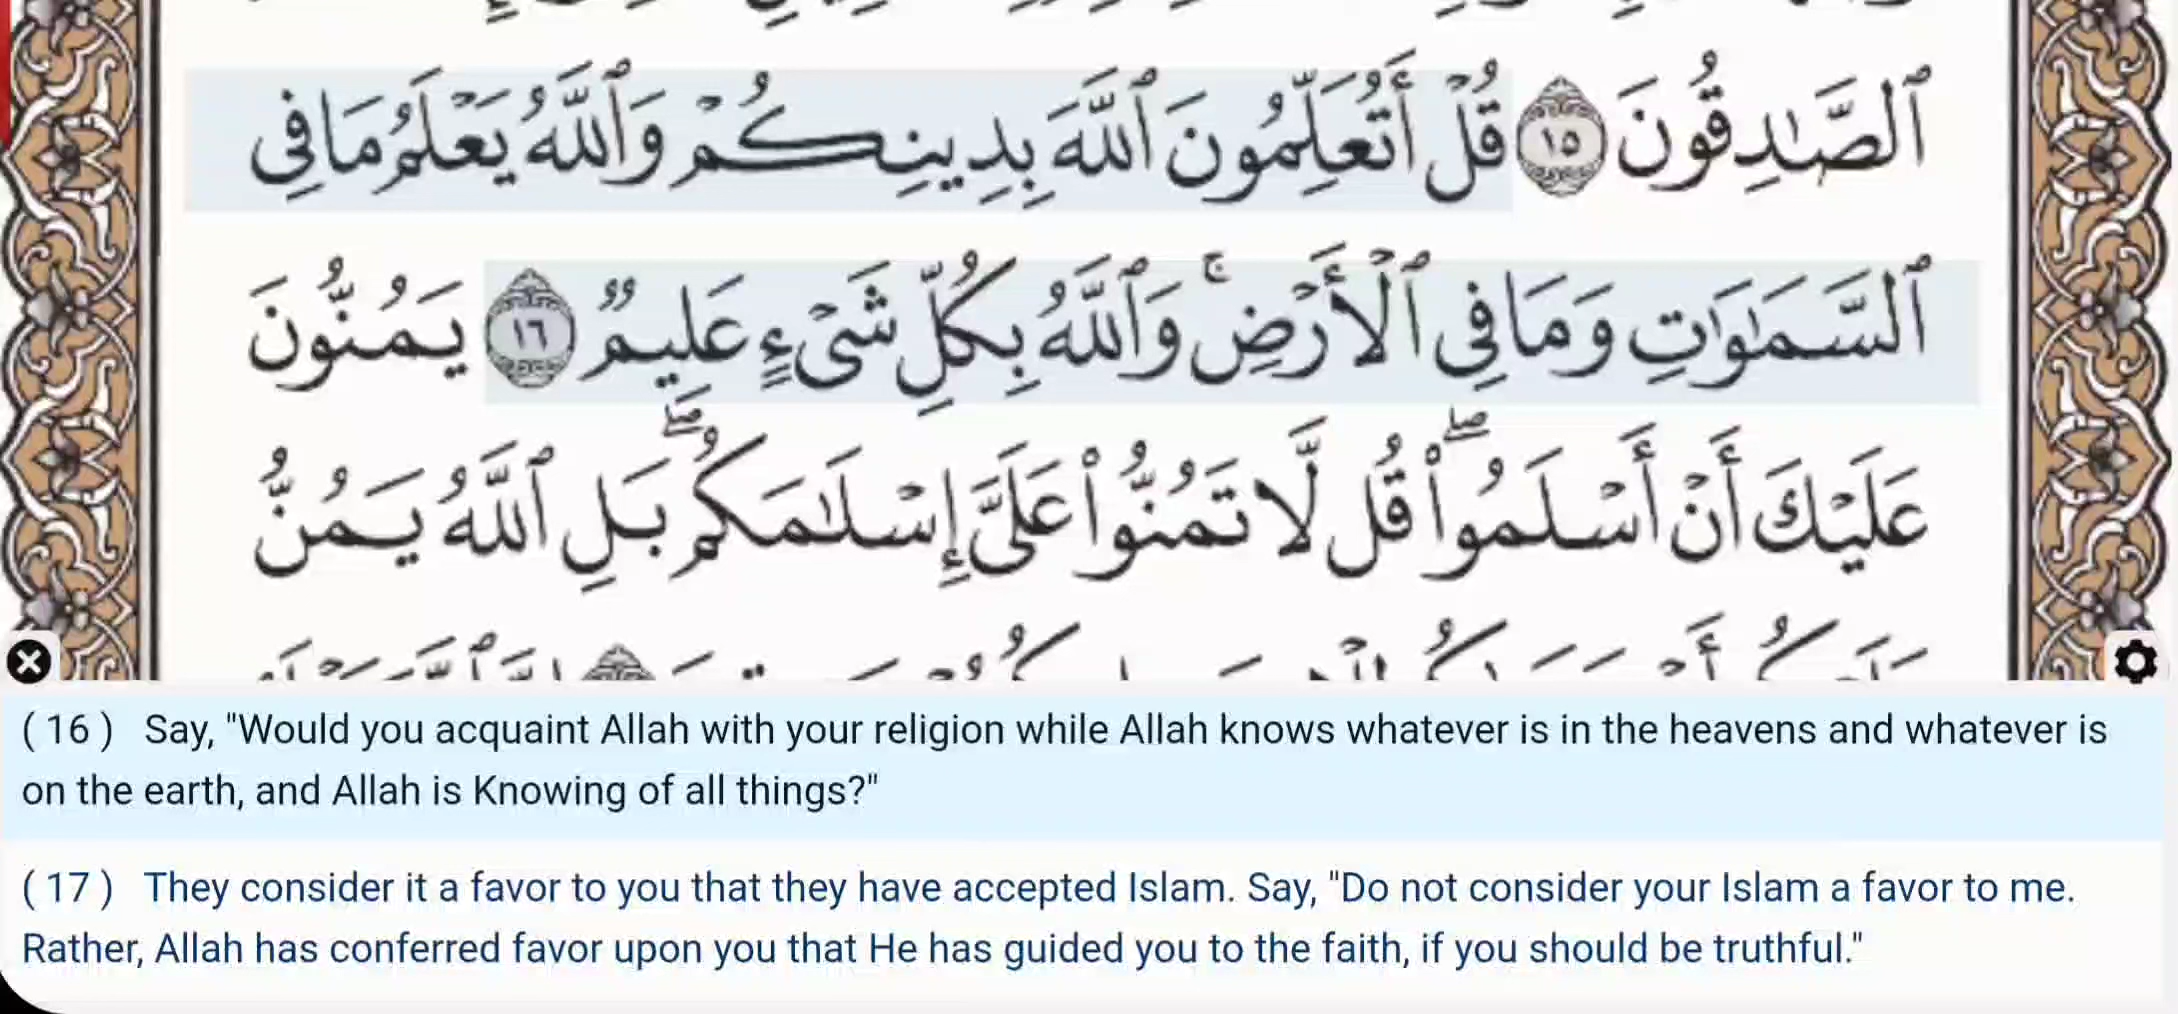 ٱلصَّـٰدِقُونَ ١٥ قُلْ أَتُعَلِّمُونَ ٱللَّهَ بِدِينِكُمْ وَٱللَّهُ يَعْلَمُ مَا فِى
ٱلسَّمَـٰوَٰتِ وَمَا فِى ٱلْأَرْضِ ۚ وَٱللَّهُ بِكُلِّ شَىْءٍ عَلِيمٌ ١٦ يَمُنُّونَ
عَلَيْكَ أَنْ أَسْلَمُوا۟ ۖ قُل لَّا تَمُنُّوا۟ عَلَىَّ إِسْلَـٰمَكُم ۖ بَلِ ٱللَّهُ يَمُنُّ
( 16 ) Say, "Would you acquaint Allah with your religion while Allah knows whatever is in the heavens and whatever is
on the earth, and Allah is Knowing of all things?"
( 17 ) They consider it a favor to you that they have accepted Islam. Say, "Do not consider your Islam a favor to me.
Rather, Allah has conferred favor upon you that He has guided you to the faith, if you should be truthful."